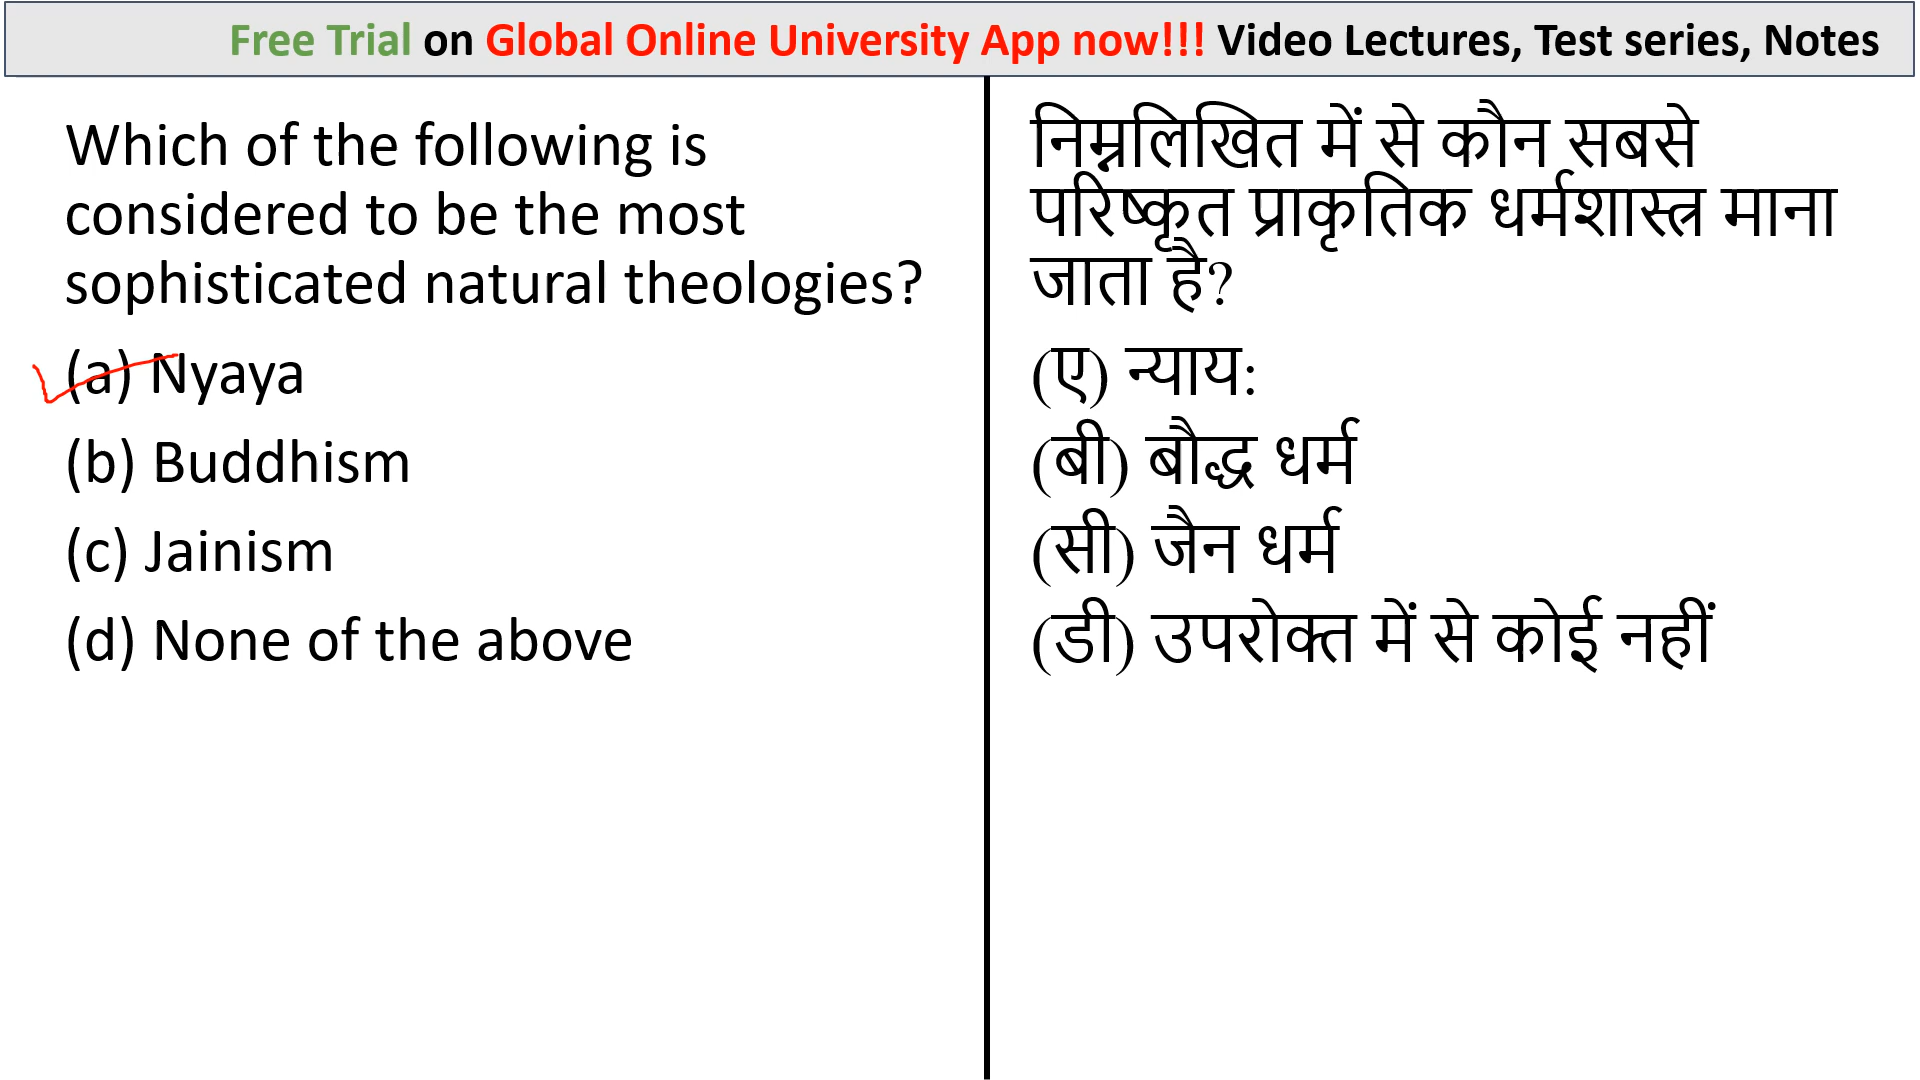 Free Trial on Global Online University App now!!! Video Lectures, Test series, Notes
Which of the following is
considered to be the most
sophisticated natural theologies?
(a) Nyaya
(b) Buddhism
(c) Jainism
(d) None of the above
निम्नलिखित में से कौन सबसे
परिष्कृत प्राकृतिक धर्मशास्त्र माना
जाता है?
(ए) न्याय:
(बी) बौद्ध धर्म
(सी) जैन धर्म
(डी) उपरोक्त में से कोई नहीं